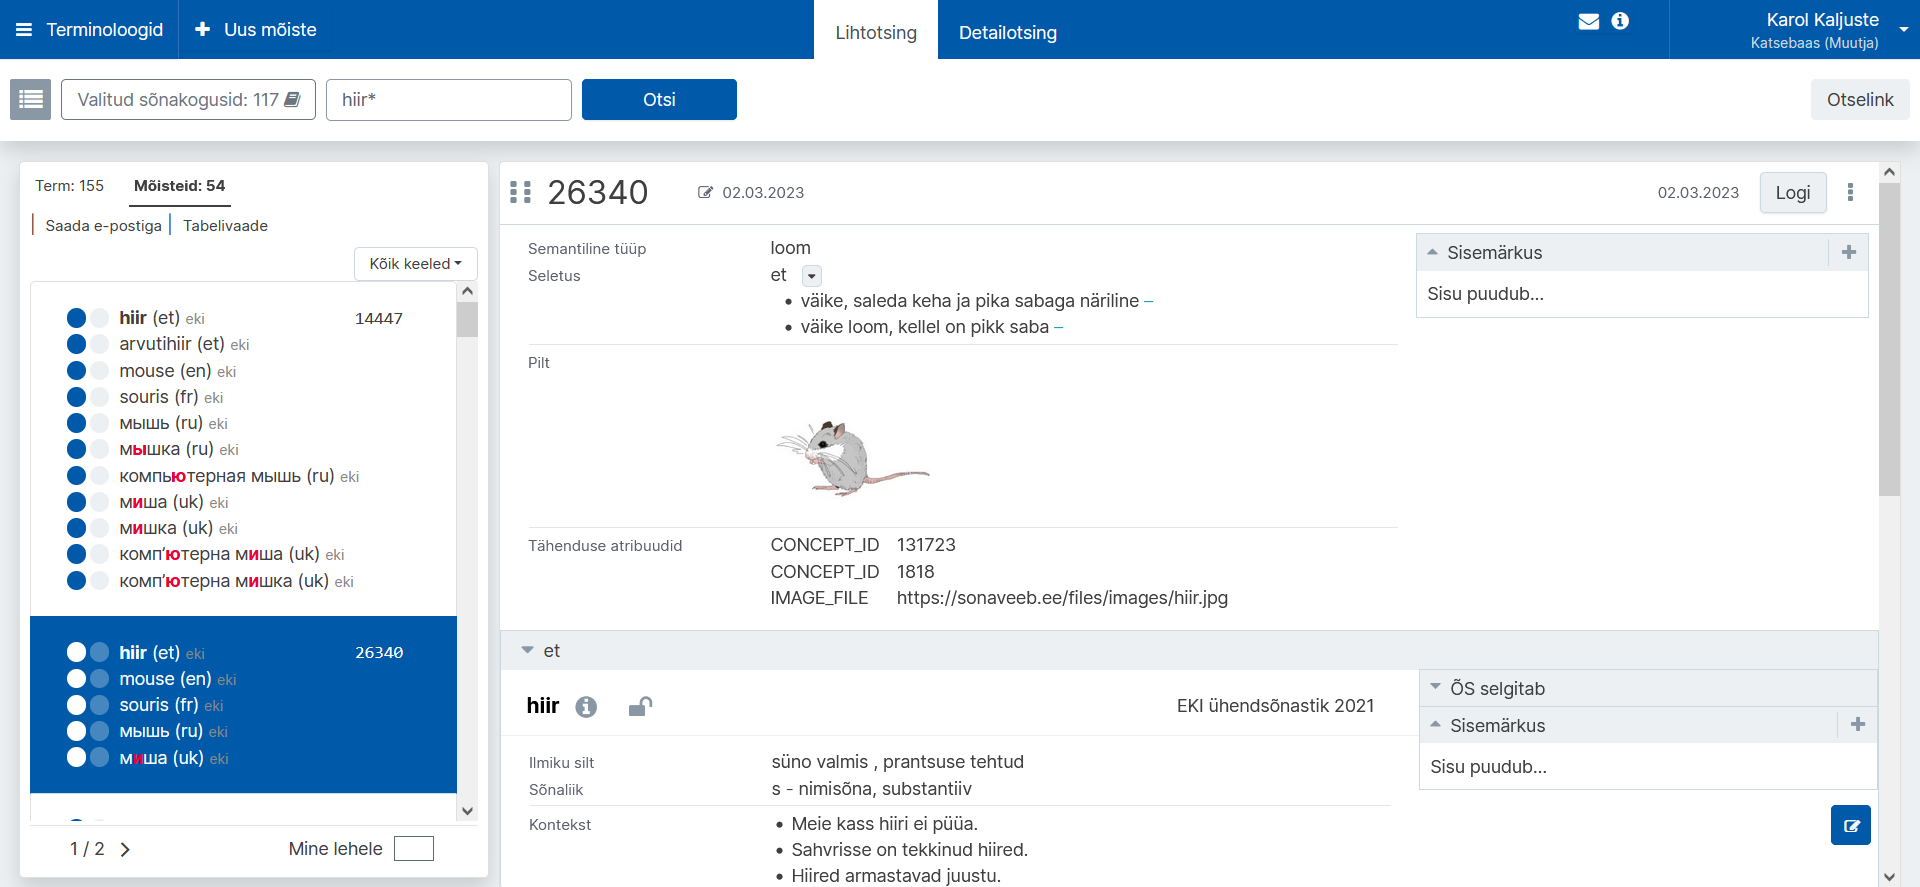 Terminoloogid
Uus mõiste
Lihtotsing
Detailotsing
Karol Kaljuste
Katsebaas (Muutja)
Valitud sõnakogusid: 117
hiir*
Otsi
Otselink
Term: 155
Mõisteid: 54
Saada e-postiga
Tabelivaade
Kõik keeled
hiir (et) eki 14447
arvutihiir (et) eki
mouse (en) eki
souris (fr) eki
мышь (ru) eki
мышка (ru) eki
компьютерная мышь (ru) eki
миша (uk) eki
мишка (uk) eki
комп’ютерна миша (uk) eki
комп’ютерна мишка (uk) eki
hiir (et) eki 26340
mouse (en) eki
souris (fr) eki
мышь (ru) eki
миша (uk) eki
1 / 2
Mine lehele
26340
02.03.2023
02.03.2023
Logi
Semantiline tüüp loom
Seletus et
• väike, saleda keha ja pika sabaga näriline –
• väike loom, kellel on pikk saba –
Pilt
Tähenduse atribuudid CONCEPT_ID 131723
CONCEPT_ID 1818
IMAGE_FILE https://sonaveeb.ee/files/images/hiir.jpg
Sisemärkus
Sisu puudub...
et
hiir
EKI ühendsõnastik 2021
Ilmiku silt süno valmis , prantsuse tehtud
Sõnaliik s - nimisõna, substantiiv
Kontekst • Meie kass hiiri ei püüa.
• Sahvrisse on tekkinud hiired.
• Hiired armastavad juustu.
ÕS selgitab
Sisemärkus
Sisu puudub...